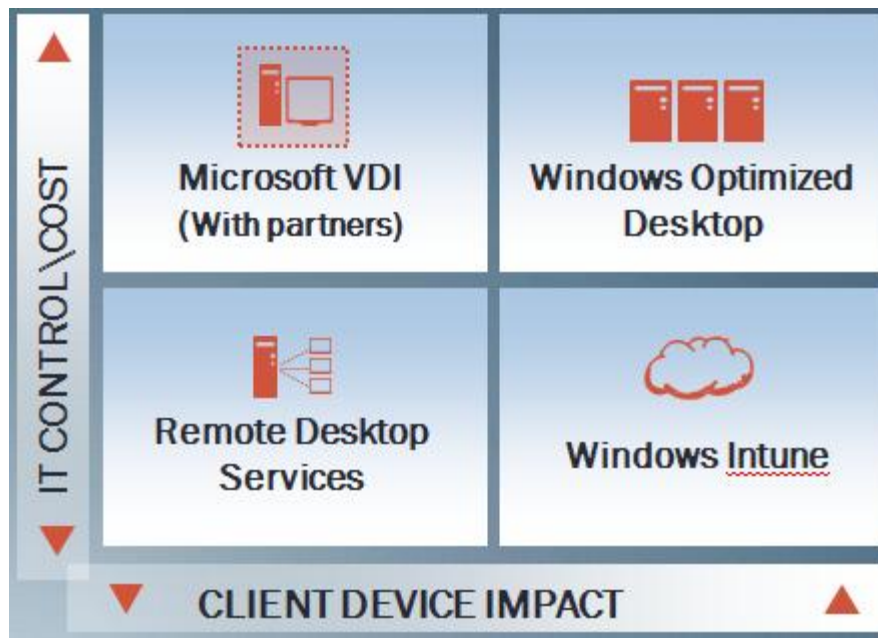 IT CONTROL\COST
Microsoft VDI
(With partners)
Windows Optimized
Desktop
Remote Desktop
Services
Windows Intune
CLIENT DEVICE IMPACT